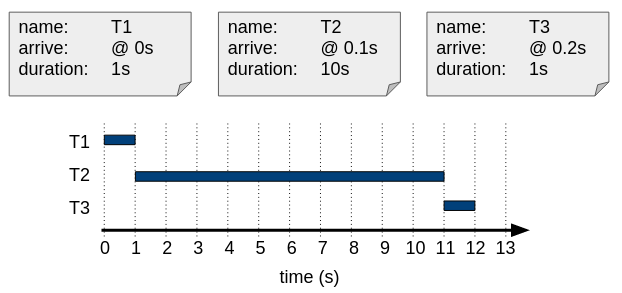 name: T1
arrive: @ 0s
duration: 1s
name: T2
arrive: @ 0.1s
duration: 10s
name: T3
arrive: @ 0.2s
duration: 1s
T1
T2
T3
0 1 2 3 4 5 6 7 8 9 10 11 12 13
time (s)